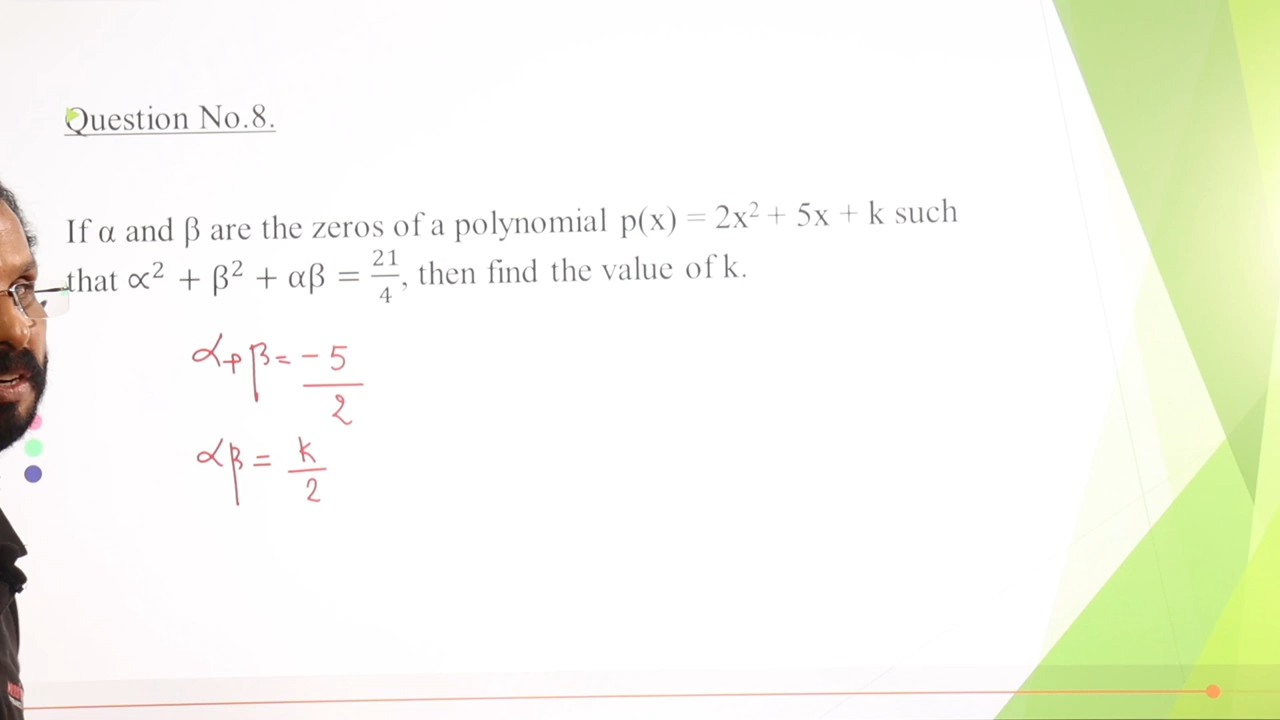 Question No.8.
If α and β are the zeros of a polynomial p(x) = 2x² + 5x + k such
that ∝² + β² + αβ = 21/4, then find the value of k.
α+β = -5/2
αβ = k/2